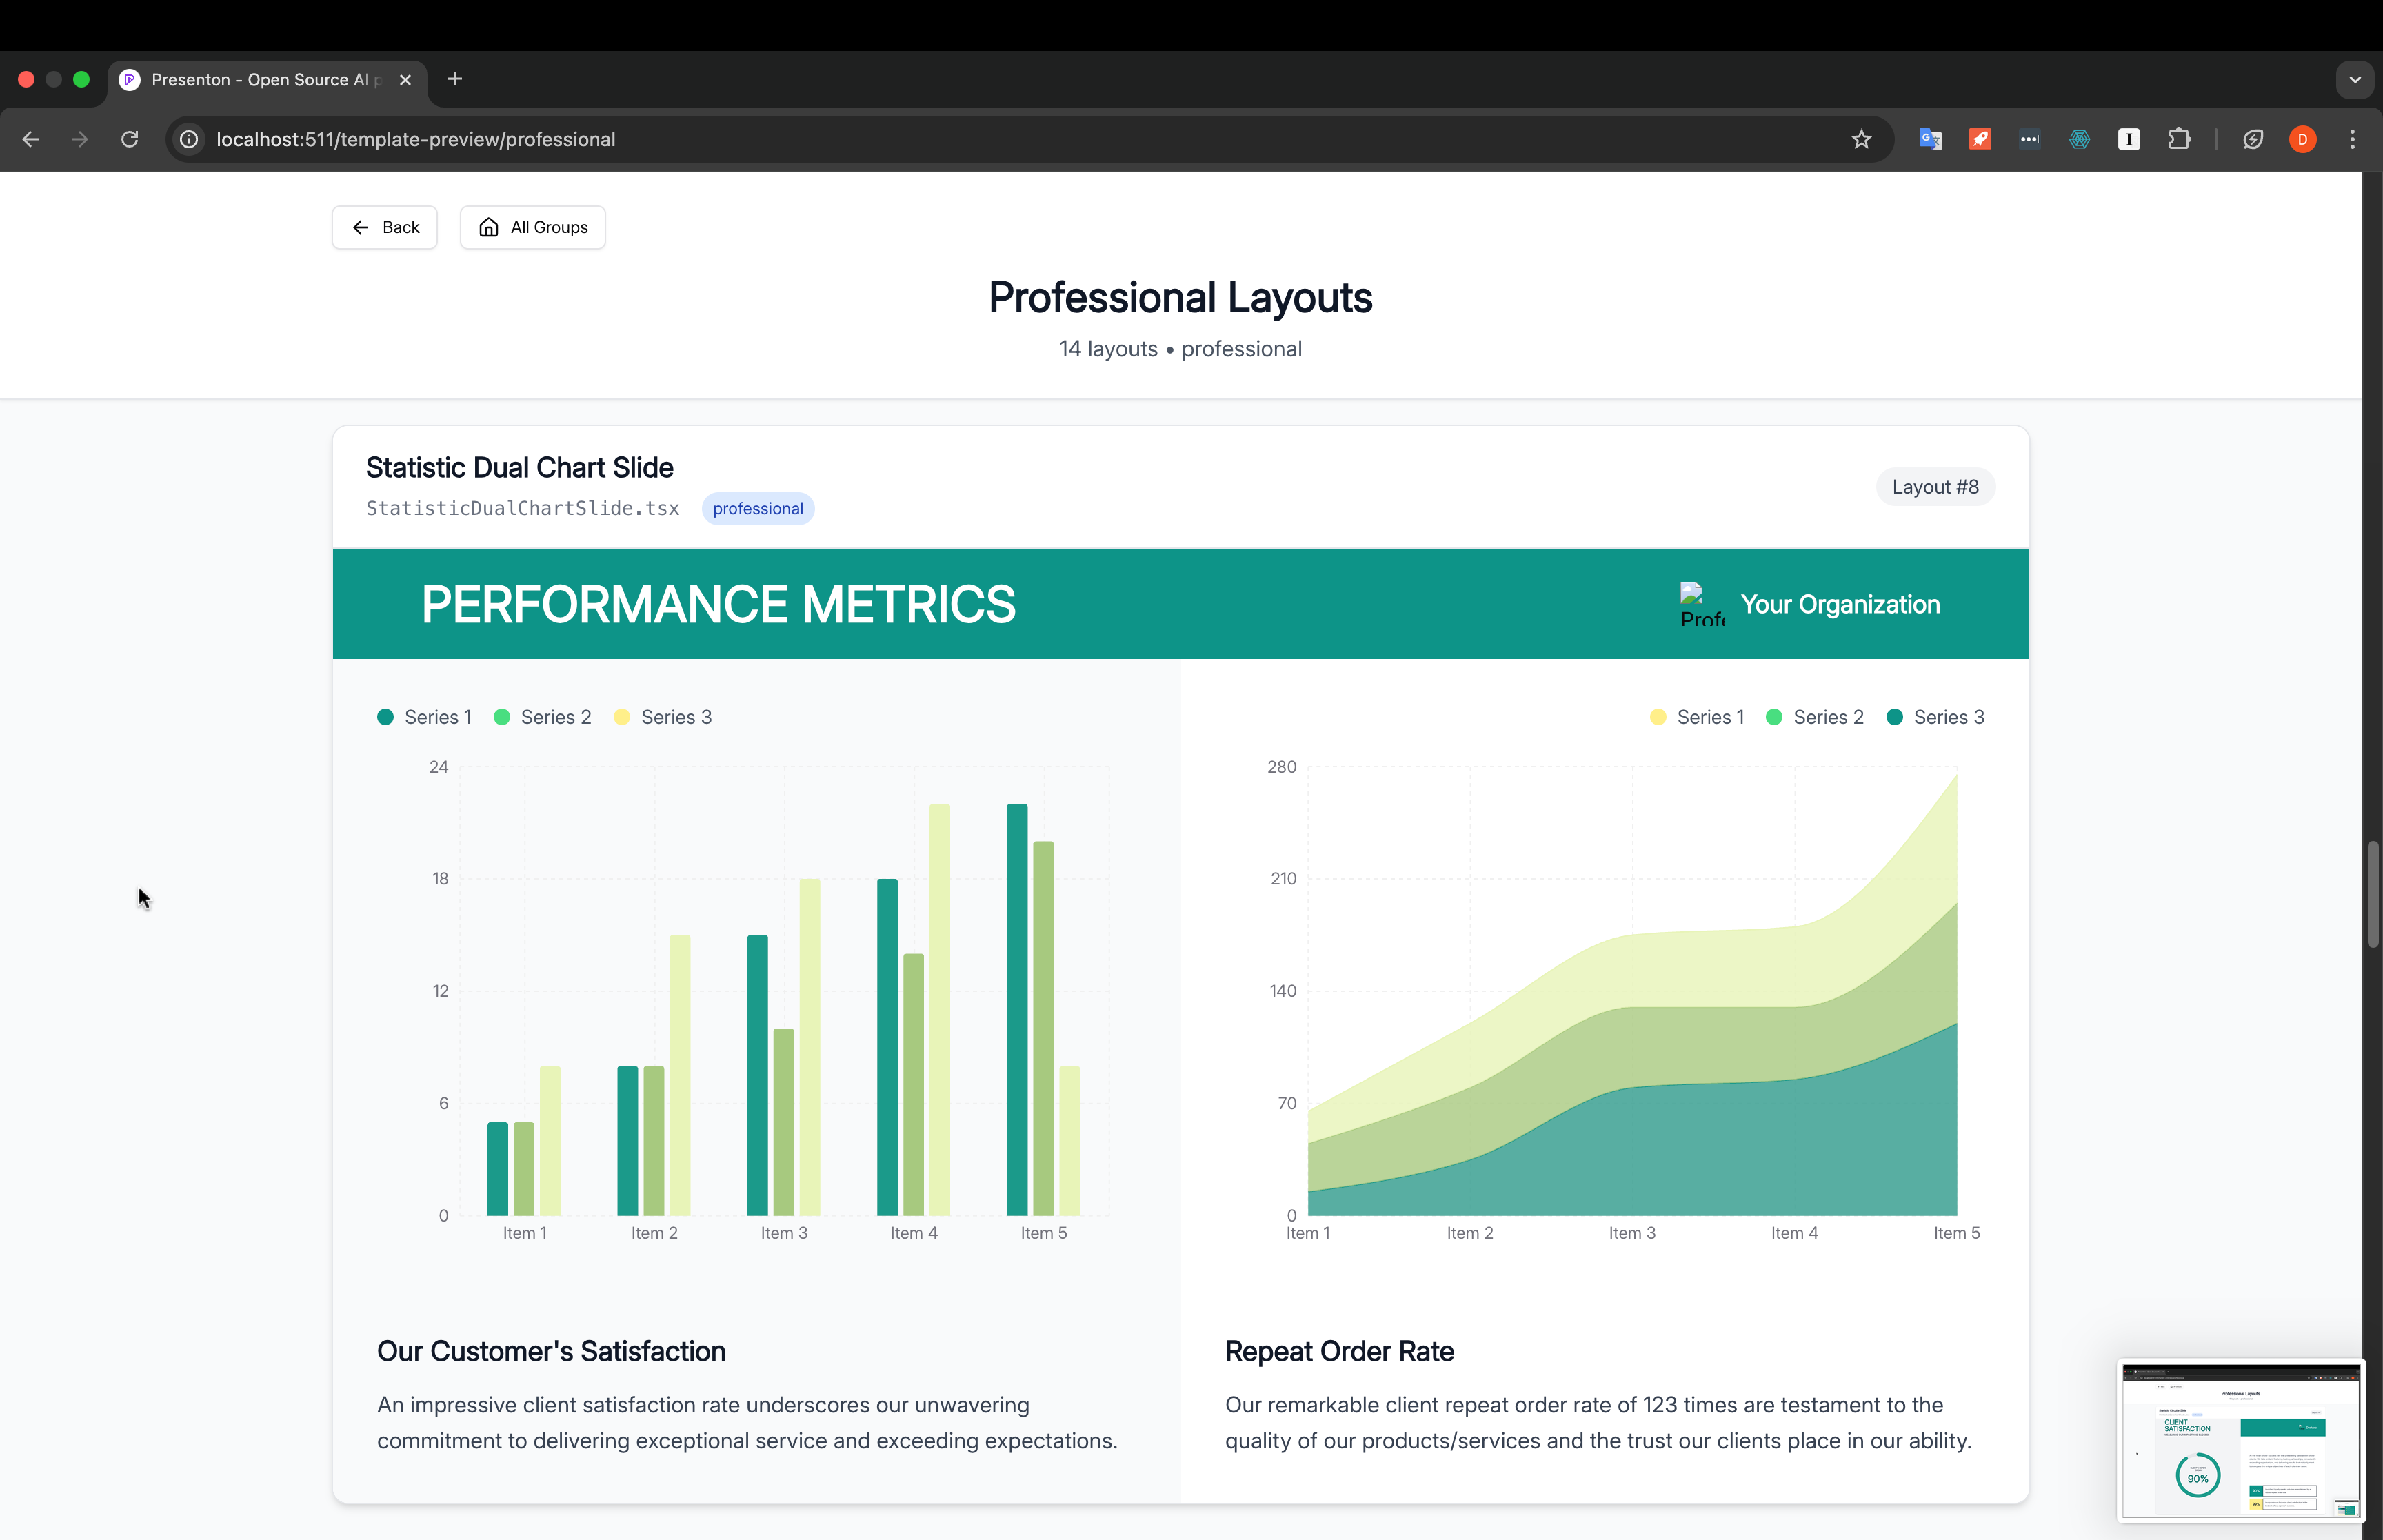 Presenton - Open Source AI p
localhost:511/template-preview/professional
D
Back
All Groups
Professional Layouts
14 layouts • professional
Statistic Dual Chart Slide
StatisticDualChartSlide.tsx
professional
Layout #8
PERFORMANCE METRICS
Profe
Your Organization
Series 1
Series 2
Series 3
24
18
12
6
0
Item 1
Item 2
Item 3
Item 4
Item 5
Series 1
Series 2
Series 3
280
210
140
70
0
Item 1
Item 2
Item 3
Item 4
Item 5
Our Customer's Satisfaction
An impressive client satisfaction rate underscores our unwavering
commitment to delivering exceptional service and exceeding expectations.
Repeat Order Rate
Our remarkable client repeat order rate of 123 times are testament to the
quality of our products/services and the trust our clients place in our ability.
Professional Layouts
CLIENT
SATISFACTION
90%